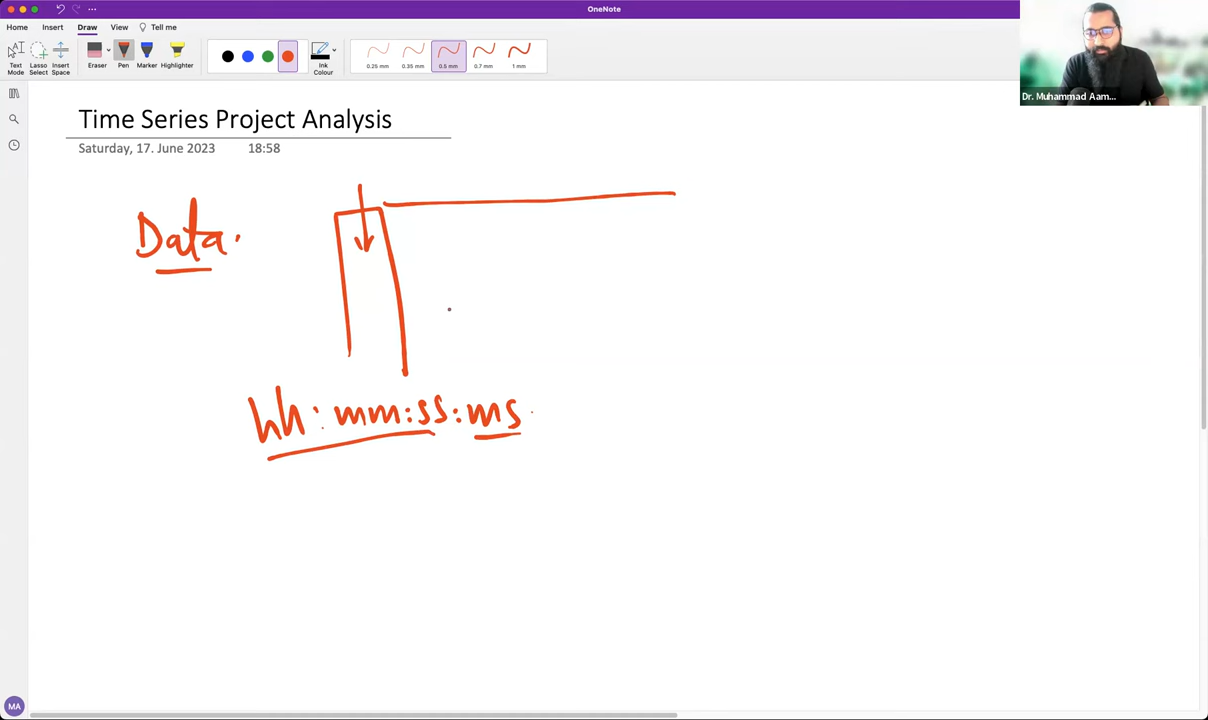 OneNote
Home Insert Draw View Tell me
Text Mode
Lasso Select
Insert Space
Eraser
Pen
Marker
Highlighter
Ink Colour
0.25 mm
0.35 mm
0.5 mm
0.7 mm
1 mm
Dr. Muhammad Aam...
Time Series Project Analysis
Saturday, 17. June 2023 18:58
Data.
hh:mm:ss:ms
MA